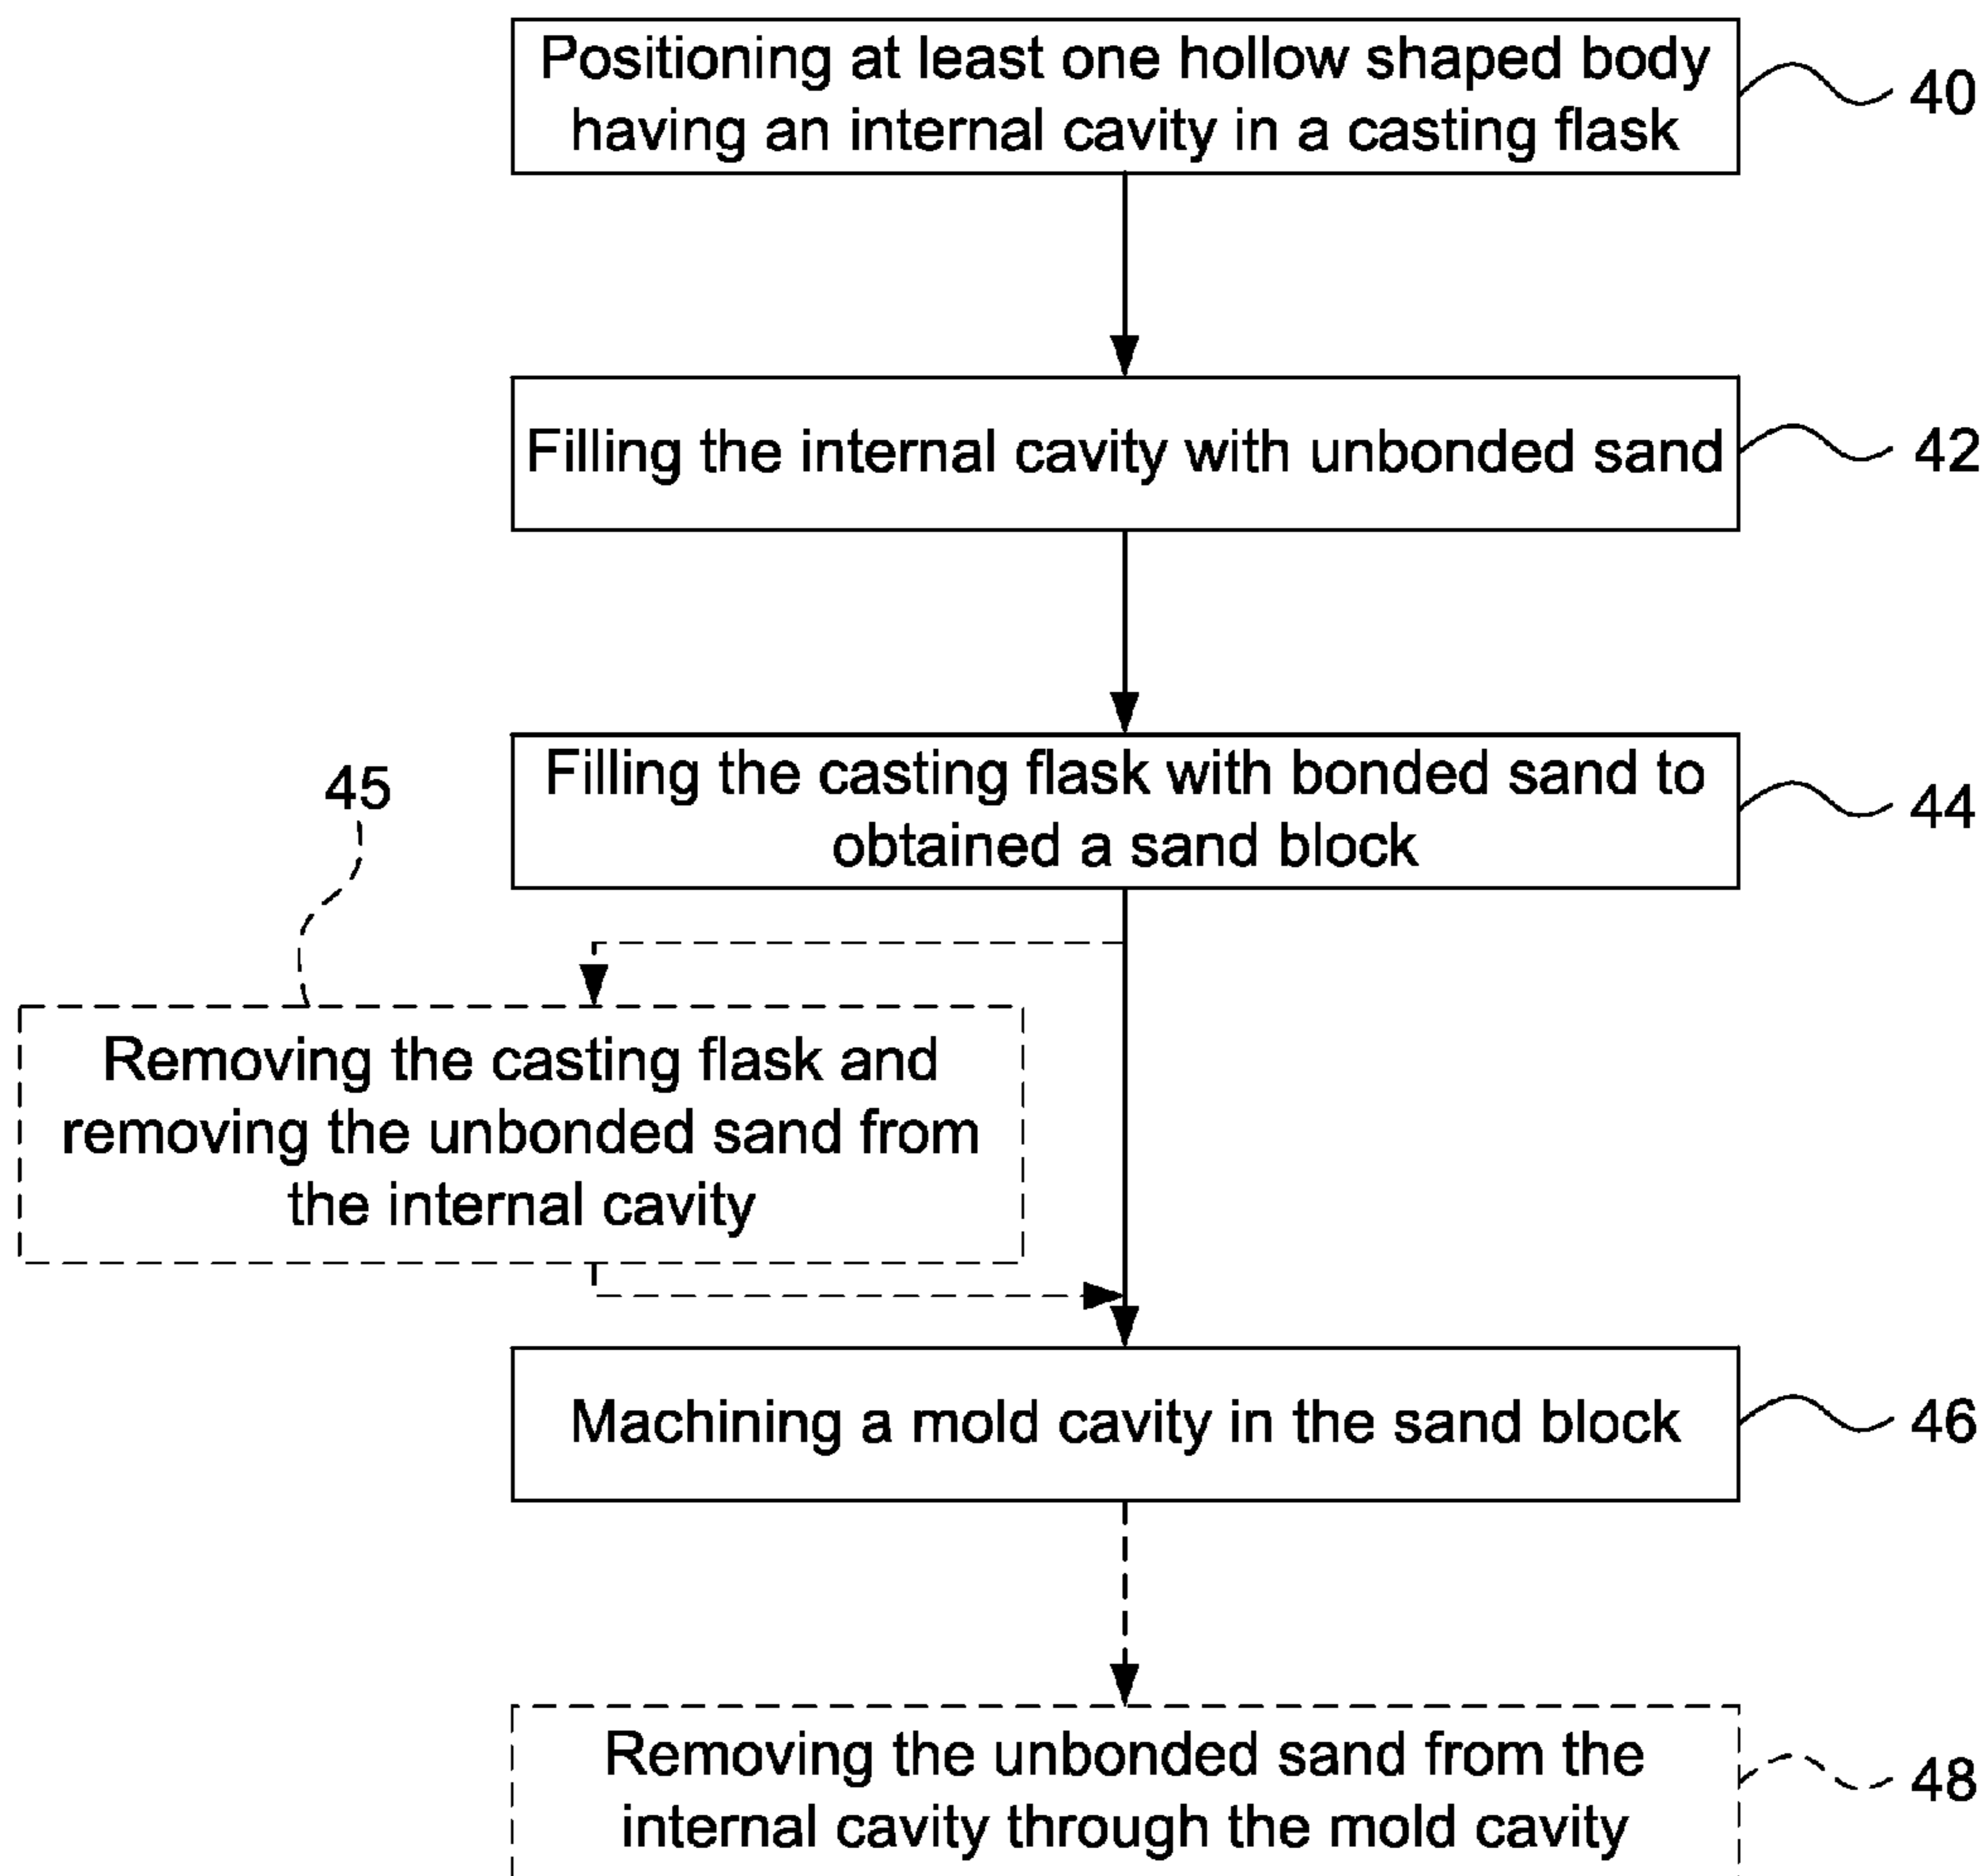 Positioning at least one hollow shaped body
having an internal cavity in a casting flask
40
Filling the internal cavity with unbonded sand
42
Filling the casting flask with bonded sand to
obtained a sand block
44
45
Removing the casting flask and
removing the unbonded sand from
the internal cavity
Machining a mold cavity in the sand block
46
Removing the unbonded sand from the
internal cavity through the mold cavity
48